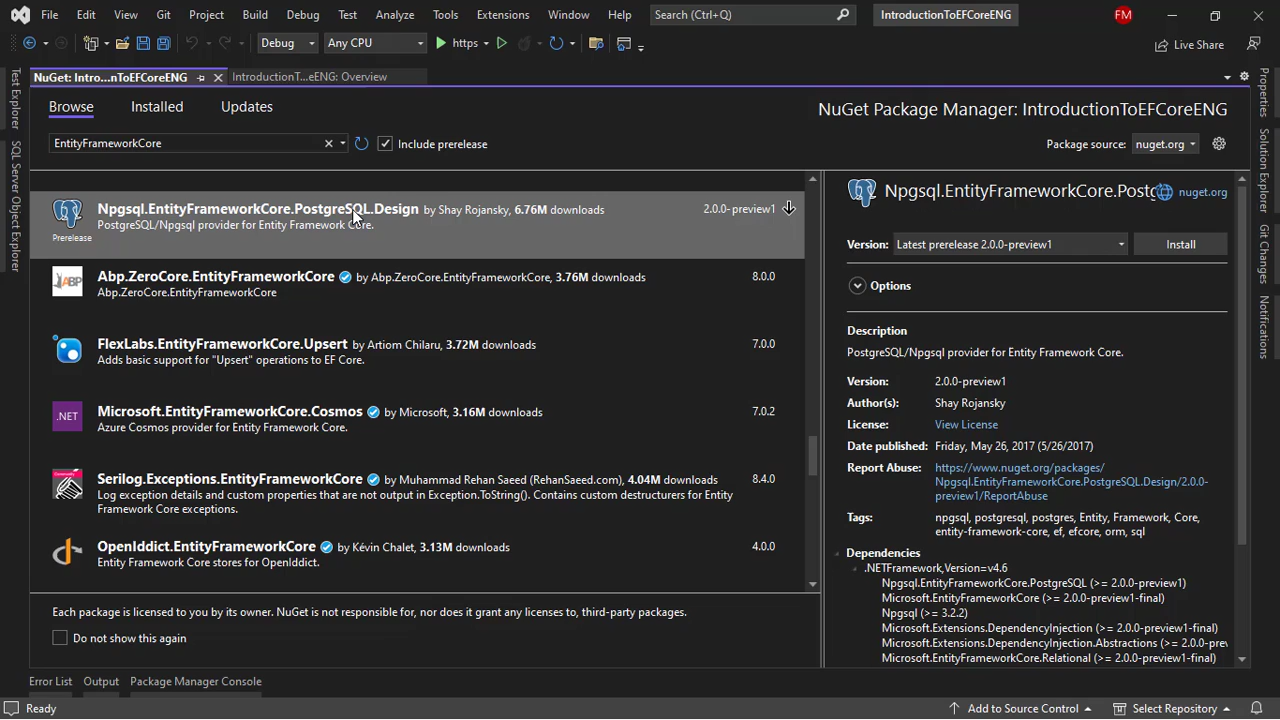 File Edit View Git Project Build Debug Test Analyze Tools Extensions Window Help Search (Ctrl+Q) IntroductionToEFCoreENG FM
Debug Any CPU https Live Share
NuGet: Intro...nToEFCoreENG IntroductionT...eENG: Overview
Browse Installed Updates NuGet Package Manager: IntroductionToEFCoreENG
EntityFrameworkCore Include prerelease Package source: nuget.org
Npgsql.EntityFrameworkCore.PostgreSQL.Design by Shay Rojansky, 6.76M downloads 2.0.0-preview1
PostgreSQL/Npgsql provider for Entity Framework Core.
Prerelease
ABP
Abp.ZeroCore.EntityFrameworkCore by Abp.ZeroCore.EntityFrameworkCore, 3.76M downloads 8.0.0
Abp.ZeroCore.EntityFrameworkCore
FlexLabs.EntityFrameworkCore.Upsert by Artiom Chilaru, 3.72M downloads 7.0.0
Adds basic support for "Upsert" operations to EF Core.
.NET
Microsoft.EntityFrameworkCore.Cosmos by Microsoft, 3.16M downloads 7.0.2
Azure Cosmos provider for Entity Framework Core.
Community
Serilog.Exceptions.EntityFrameworkCore by Muhammad Rehan Saeed (RehanSaeed.com), 4.04M downloads 8.4.0
Log exception details and custom properties that are not output in Exception.ToString(). Contains custom destructurers for Entity
Framework Core exceptions.
OpenIddict.EntityFrameworkCore by Kévin Chalet, 3.13M downloads 4.0.0
Entity Framework Core stores for OpenIddict.
Each package is licensed to you by its owner. NuGet is not responsible for, nor does it grant any licenses to, third-party packages.
Do not show this again
Npgsql.EntityFrameworkCore.Postg nuget.org
Version: Latest prerelease 2.0.0-preview1 Install
Options
Description
PostgreSQL/Npgsql provider for Entity Framework Core.
Version: 2.0.0-preview1
Author(s): Shay Rojansky
License: View License
Date published: Friday, May 26, 2017 (5/26/2017)
Report Abuse: https://www.nuget.org/packages/
Npgsql.EntityFrameworkCore.PostgreSQL.Design/2.0.0-
preview1/ReportAbuse
Tags: npgsql, postgresql, postgres, Entity, Framework, Core,
entity-framework-core, ef, efcore, orm, sql
Dependencies
.NETFramework,Version=v4.6
Npgsql.EntityFrameworkCore.PostgreSQL (>= 2.0.0-preview1)
Microsoft.EntityFrameworkCore (>= 2.0.0-preview1-final)
Npgsql (>= 3.2.2)
Microsoft.Extensions.DependencyInjection (>= 2.0.0-preview1-final)
Microsoft.Extensions.DependencyInjection.Abstractions (>= 2.0.0-prev
Microsoft.EntityFrameworkCore.Relational (>= 2.0.0-preview1-final)
Test Explorer
SQL Server Object Explorer
Properties
Solution Explorer
Git Changes
Notifications
Error List Output Package Manager Console
Ready Add to Source Control Select Repository